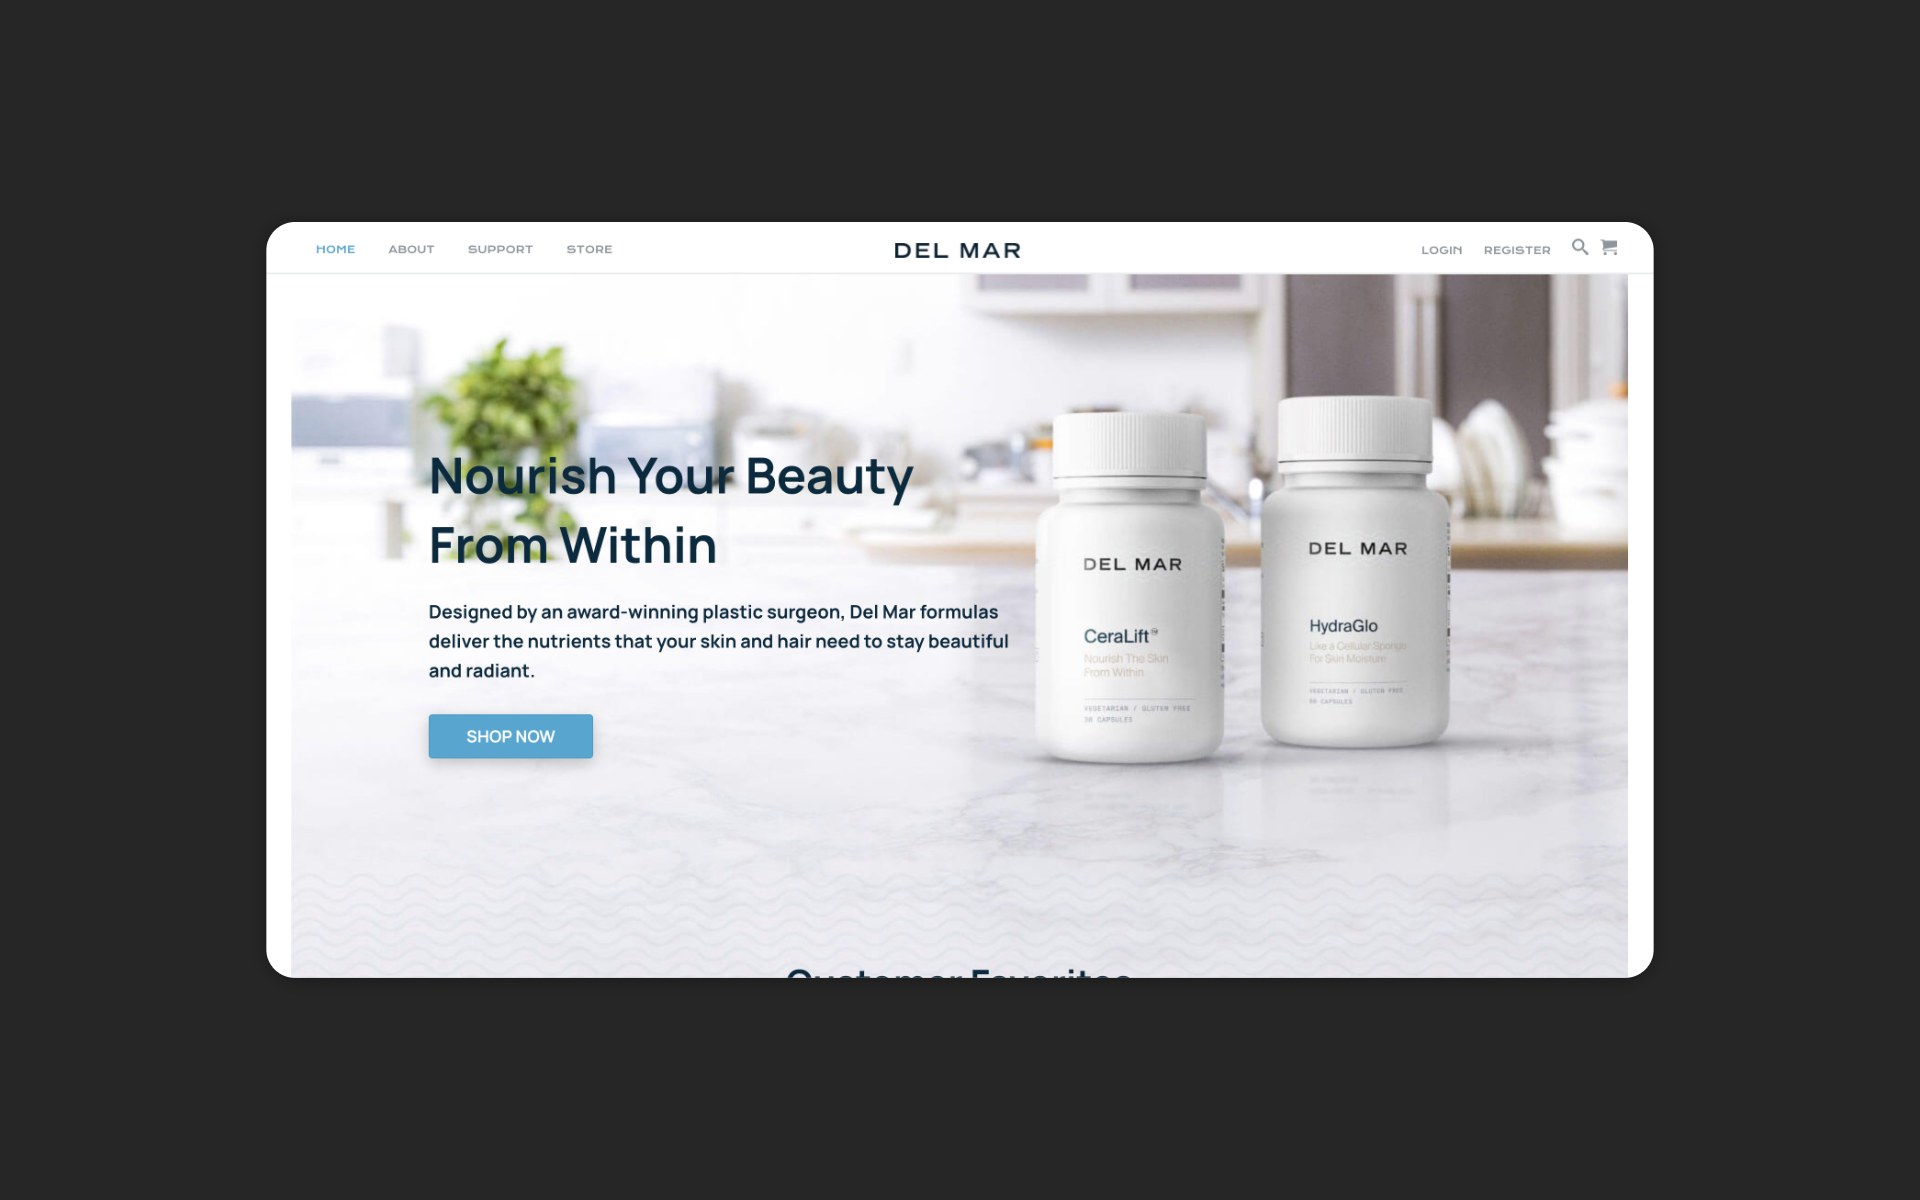 HOME ABOUT SUPPORT STORE DEL MAR LOGIN REGISTER
Nourish Your Beauty
From Within
Designed by an award-winning plastic surgeon, Del Mar formulas
deliver the nutrients that your skin and hair need to stay beautiful
and radiant.
SHOP NOW
DEL MAR
CeraLift
Nourish The Skin
From Within
VEGETARIAN / GLUTEN FREE
30 CAPSULES
DEL MAR
HydraGlo
Like a Cellular Sponge
For Skin Moisture
VEGETARIAN / GLUTEN FREE
90 CAPSULES
Customer Favorites